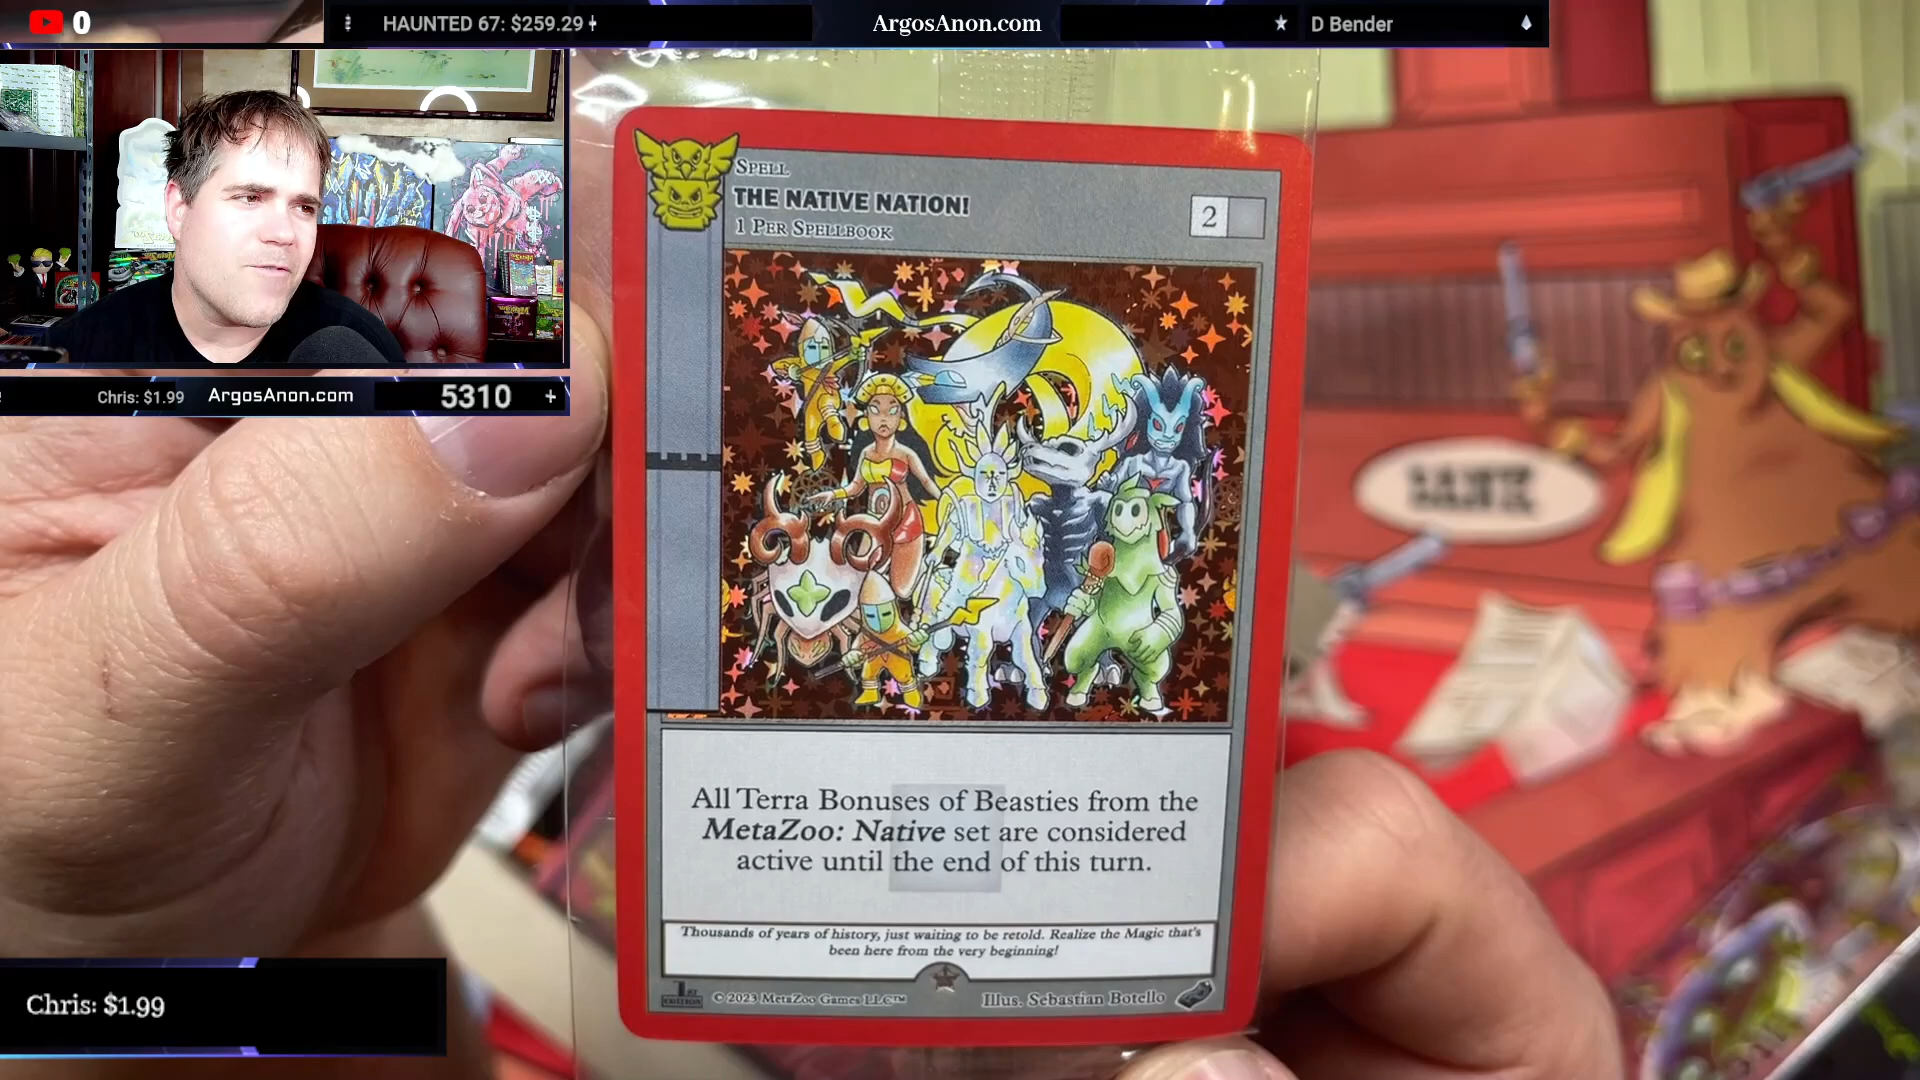 0
HAUNTED 67: $259.29
ArgosAnon.com
D Bender
Chris: $1.99
ArgosAnon.com
5310
SPELL
THE NATIVE NATION!
1 PER SPELLBOOK
2
All Terra Bonuses of Beasties from the
MetaZoo: Native set are considered
active until the end of this turn.
Thousands of years of history, just waiting to be retold. Realize the Magic that's
been here from the very beginning!
1ST EDITION
© 2023 MetaZoo Games LLC™
Illus. Sebastian Botello
Chris: $1.99